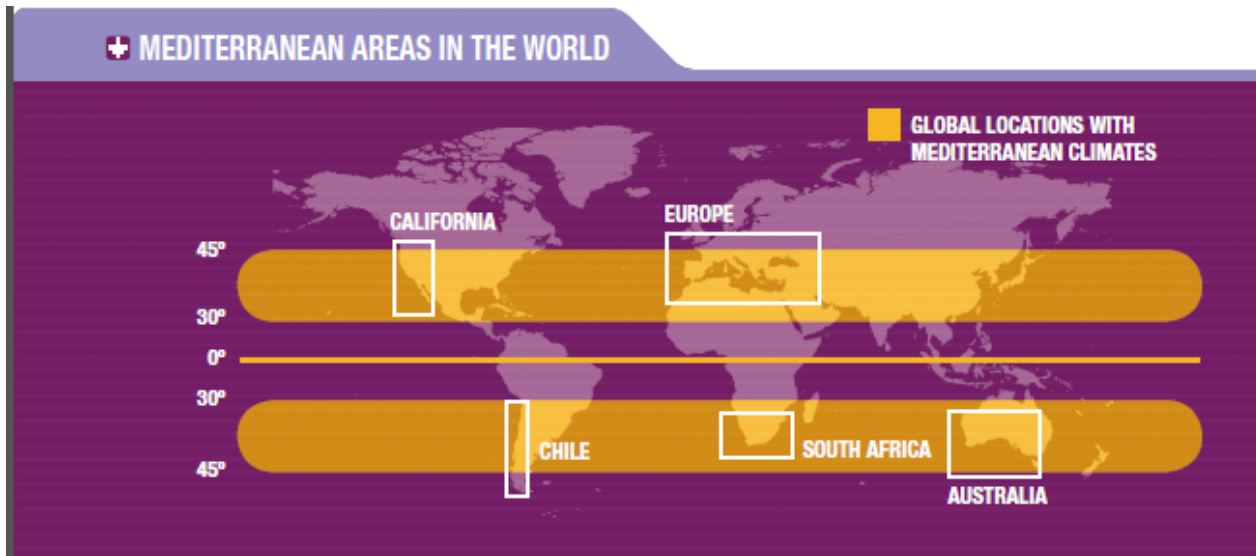 MEDITERRANEAN AREAS IN THE WORLD
GLOBAL LOCATIONS WITH
MEDITERRANEAN CLIMATES
CALIFORNIA
EUROPE
45º
30º
0º
30º
45º
CHILE
SOUTH AFRICA
AUSTRALIA